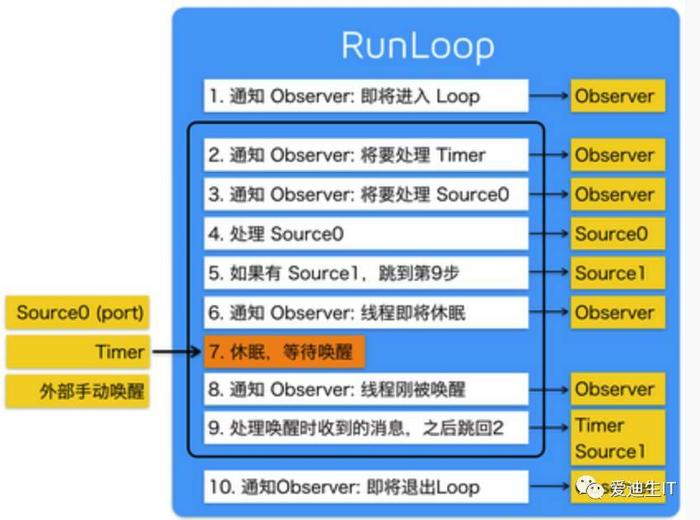 RunLoop
1. 通知 Observer: 即将进入 Loop
Observer
2. 通知 Observer: 将要处理 Timer
Observer
3. 通知 Observer: 将要处理 Source0
Observer
4. 处理 Source0
Source0
5. 如果有 Source1，跳到第9步
Source1
Source0 (port)
6. 通知 Observer: 线程即将休眠
Observer
Timer
7. 休眠，等待唤醒
外部手动唤醒
8. 通知 Observer: 线程刚被唤醒
Observer
9. 处理唤醒时收到的消息，之后跳回2
Timer
Source1
10. 通知Observer: 即将退出Loop
爱迪生IT